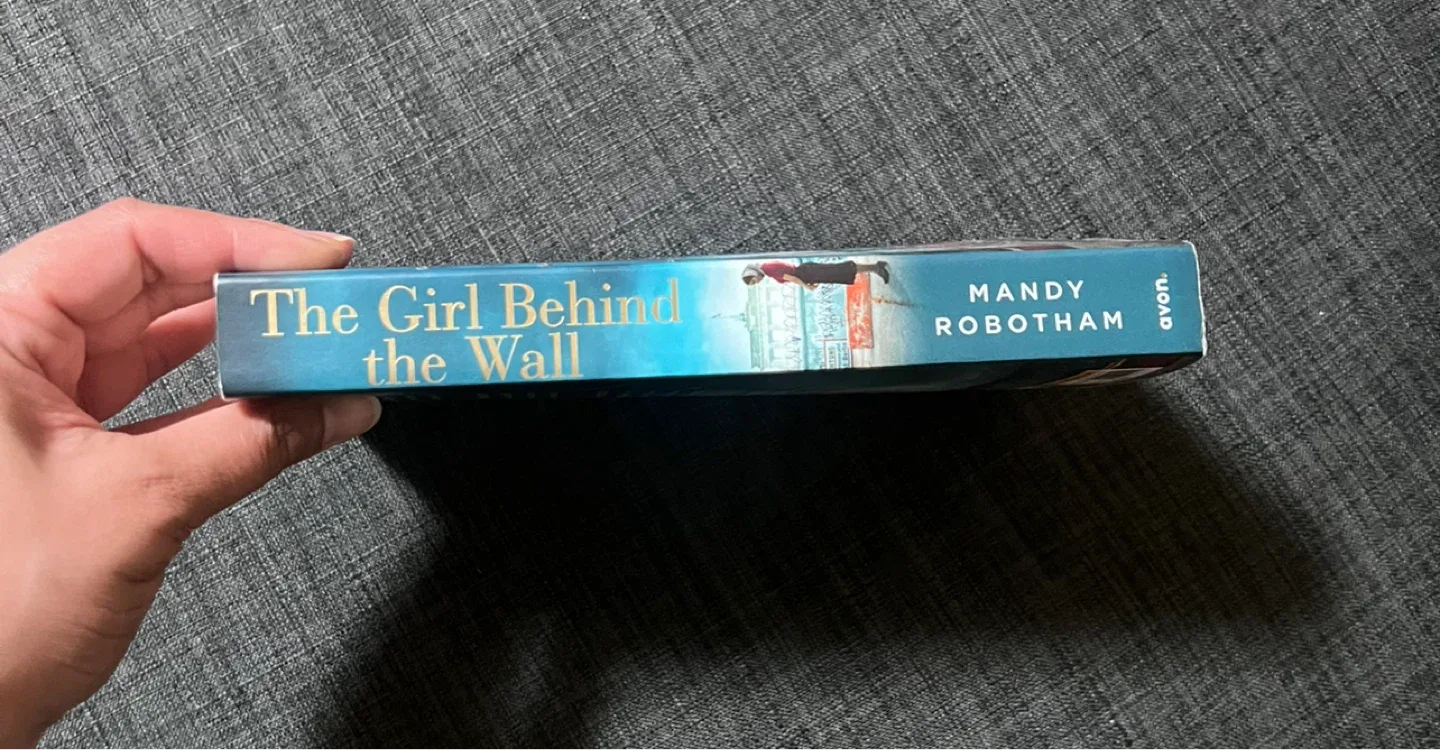 The Girl Behind
the Wall
MANDY
ROBOTHAM
avon.